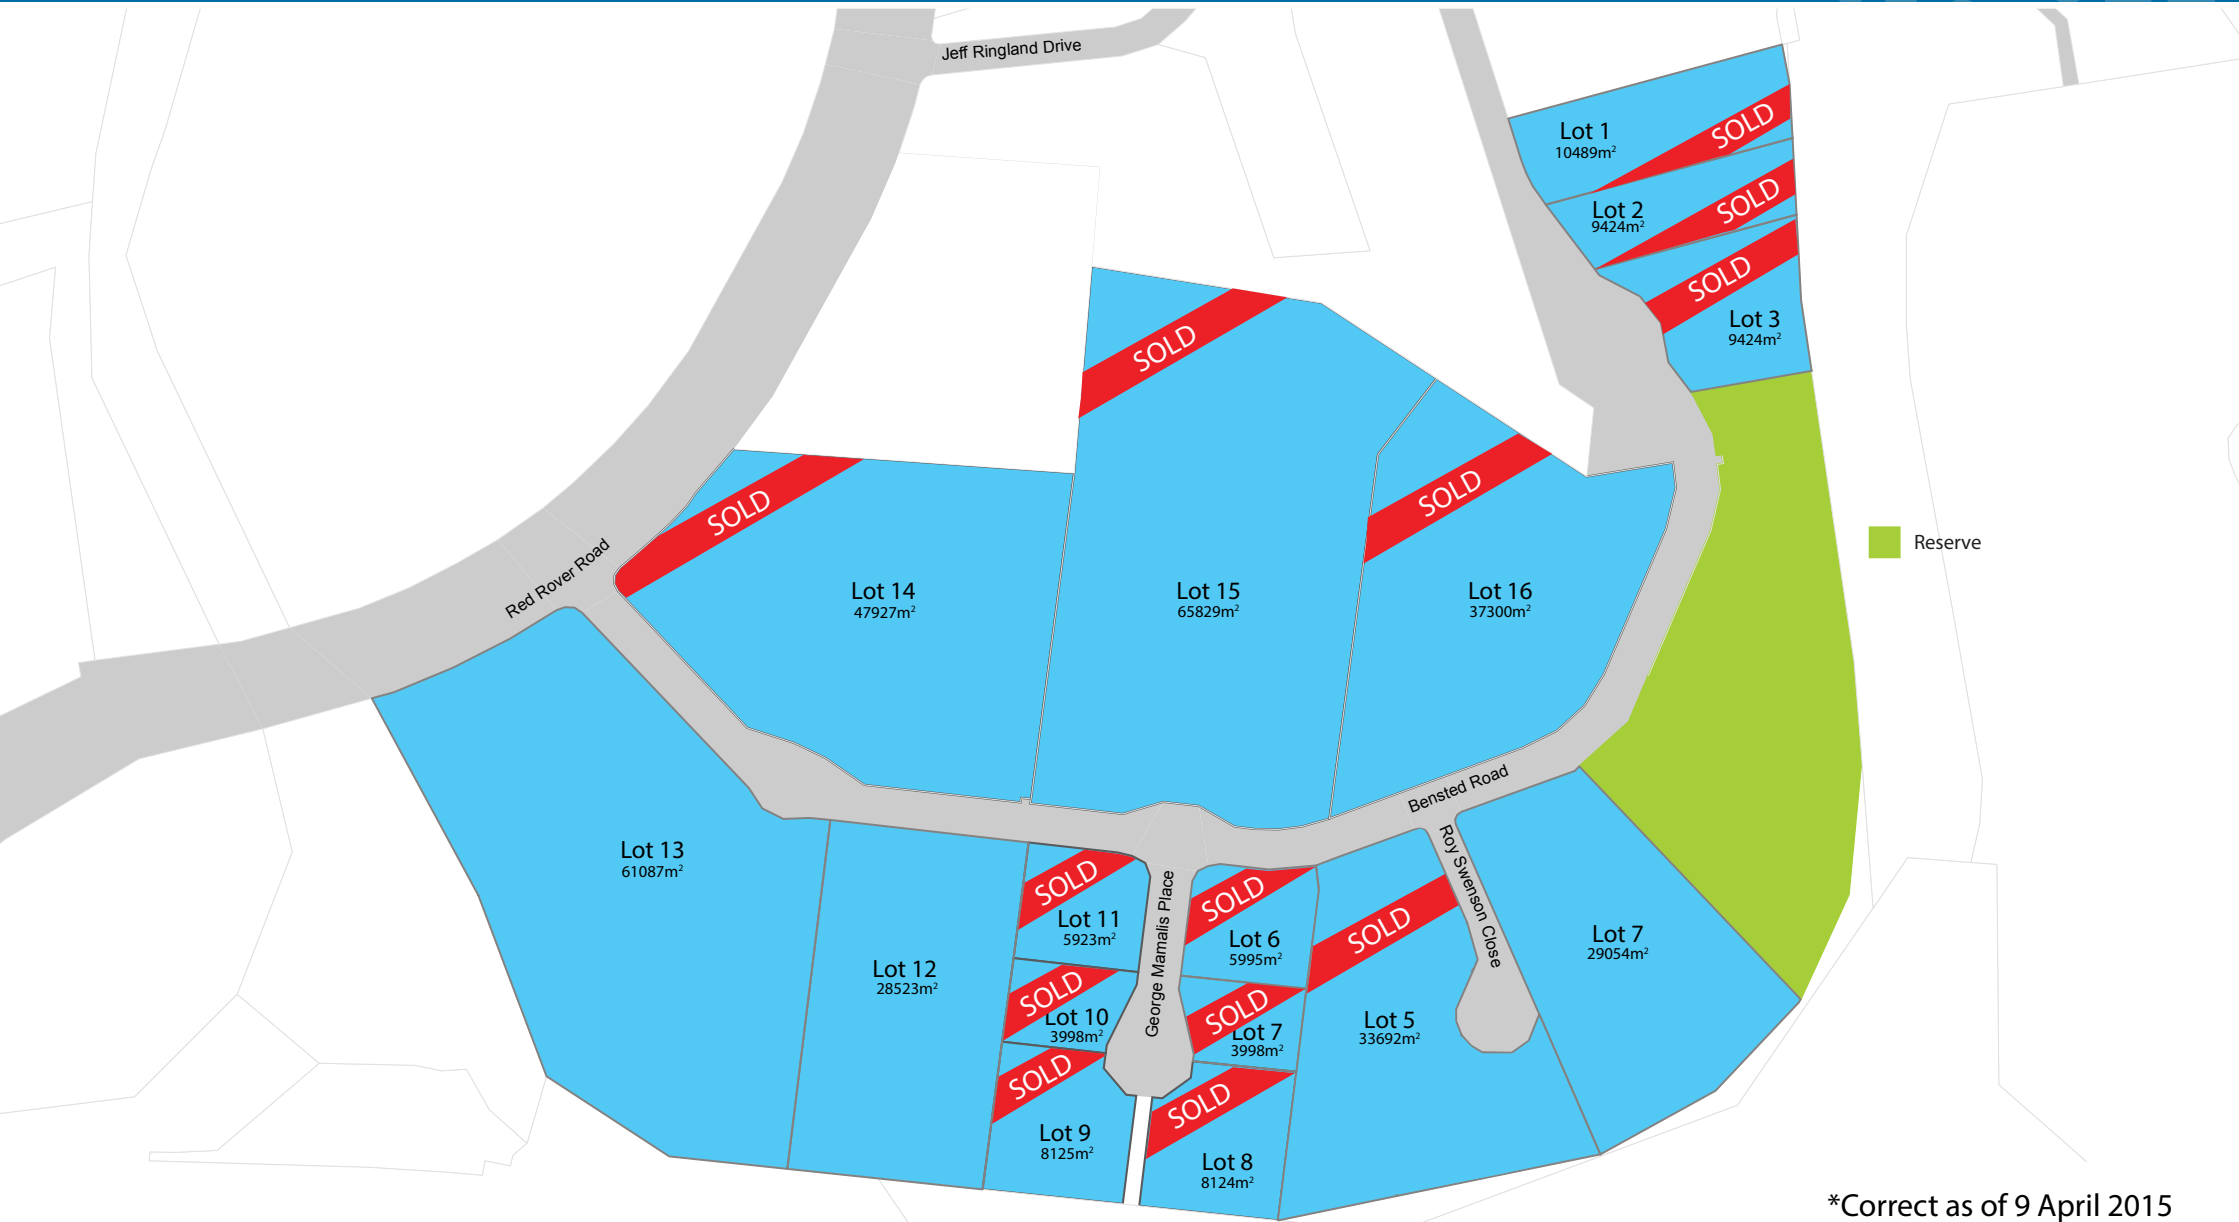 Jeff Ringland Drive
Lot 1
10489m²
SOLD
Lot 2
9424m²
SOLD
SOLD
Lot 3
9424m²
SOLD
SOLD
SOLD
Red Rover Road
Lot 14
47927m²
Lot 15
65829m²
Lot 16
37300m²
Reserve
Bensted Road
Roy Swenson Close
George Mamalis Place
Lot 13
61087m²
Lot 12
28523m²
SOLD
Lot 11
5923m²
SOLD
Lot 10
3998m²
SOLD
Lot 9
8125m²
SOLD
Lot 6
5995m²
SOLD
Lot 7
3998m²
SOLD
Lot 8
8124m²
SOLD
Lot 5
33692m²
Lot 7
29054m²
*Correct as of 9 April 2015